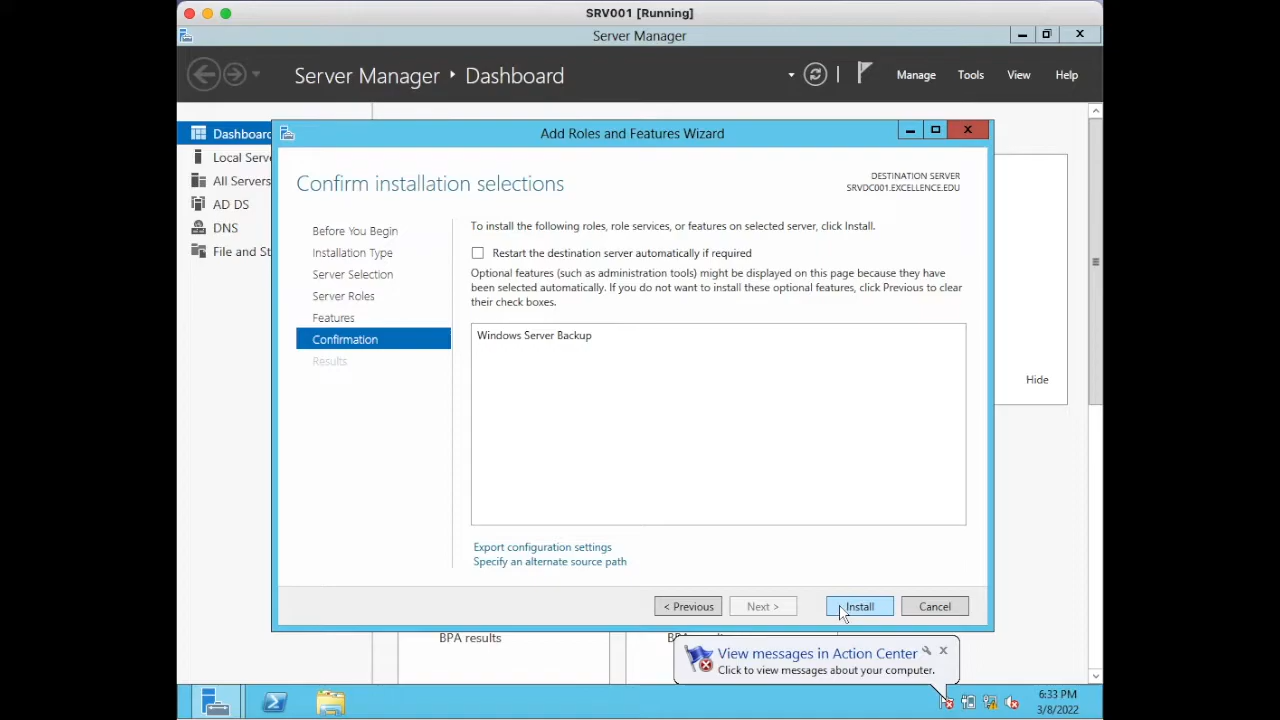 SRV001 [Running]
Server Manager
Server Manager ‣ Dashboard
Manage
Tools
View
Help
Dashboard
Local Serve
All Servers
AD DS
DNS
File and St
Add Roles and Features Wizard
Confirm installation selections
DESTINATION SERVER
SRVDC001.EXCELLENCE.EDU
Before You Begin
Installation Type
Server Selection
Server Roles
Features
Confirmation
Results
To install the following roles, role services, or features on selected server, click Install.
Restart the destination server automatically if required
Optional features (such as administration tools) might be displayed on this page because they have
been selected automatically. If you do not want to install these optional features, click Previous to clear
their check boxes.
Windows Server Backup
Export configuration settings
Specify an alternate source path
< Previous
Next >
Install
Cancel
Hide
BPA results
View messages in Action Center
Click to view messages about your computer.
6:33 PM
3/8/2022